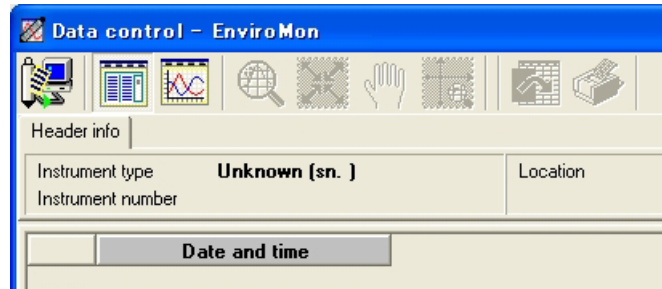 Data control - EnviroMon
Header info
Instrument type Unknown (sn. ) Location
Instrument number
Date and time